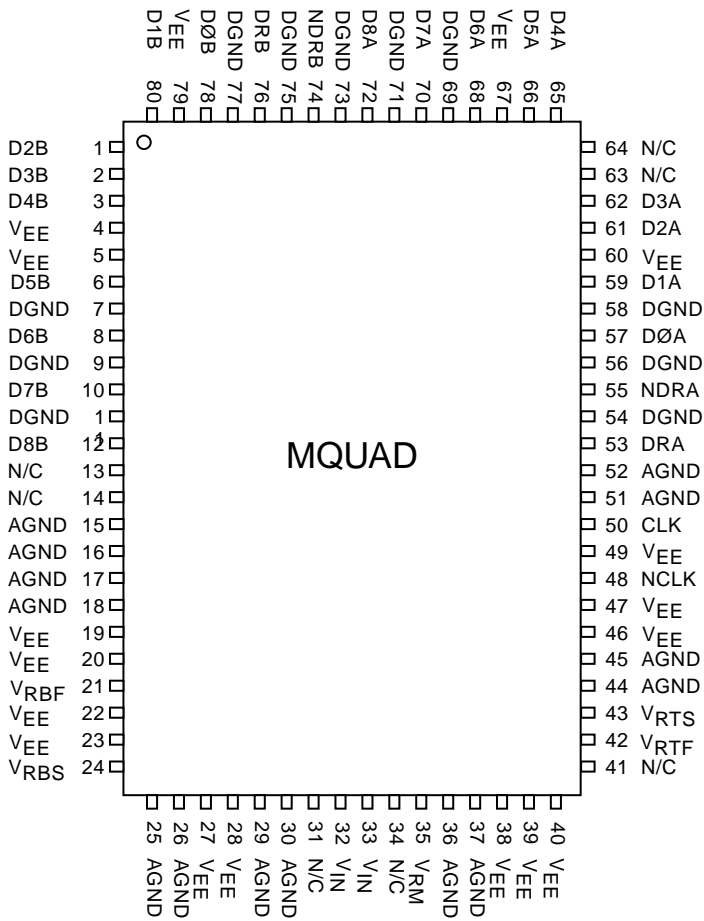 D1B VEE DØB DGND DRB DGND NDRB DGND D8A DGND D7A DGND D6A VEE D5A D4A
80 79 78 77 76 75 74 73 72 71 70 69 68 67 66 65
D2B 1 64 N/C
D3B 2 63 N/C
D4B 3 62 D3A
VEE 4 61 D2A
VEE 5 60 VEE
D5B 6 59 D1A
DGND 7 58 DGND
D6B 8 57 DØA
DGND 9 56 DGND
D7B 10 55 NDRA
DGND 11 54 DGND
D8B 12 53 DRA
MQUAD
N/C 13 52 AGND
N/C 14 51 AGND
AGND 15 50 CLK
AGND 16 49 VEE
AGND 17 48 NCLK
AGND 18 47 VEE
VEE 19 46 VEE
VEE 20 45 AGND
VRBF 21 44 AGND
VEE 22 43 VRTS
VEE 23 42 VRTF
VRBS 24 41 N/C
25 26 27 28 29 30 31 32 33 34 35 36 37 38 39 40
AGND AGND VEE VEE AGND AGND N/C VIN VIN N/C VRM AGND AGND VEE VEE VEE